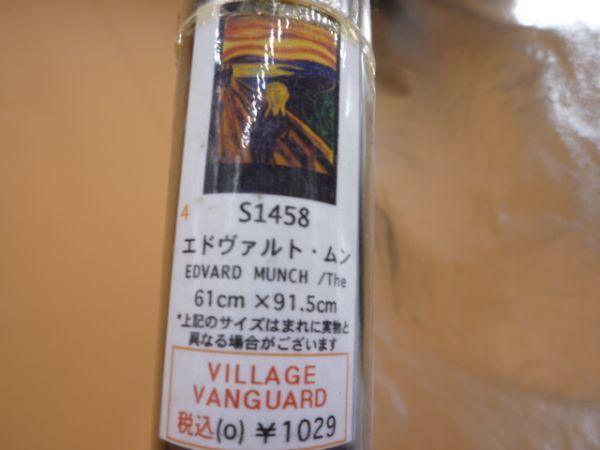 4
S1458
エドヴァルト・ムン
EDVARD MUNCH /The
61cm ×91.5cm
*上記のサイズはまれに実物と
異なる場合がございます
VILLAGE
VANGUARD
税込(o) ¥1029